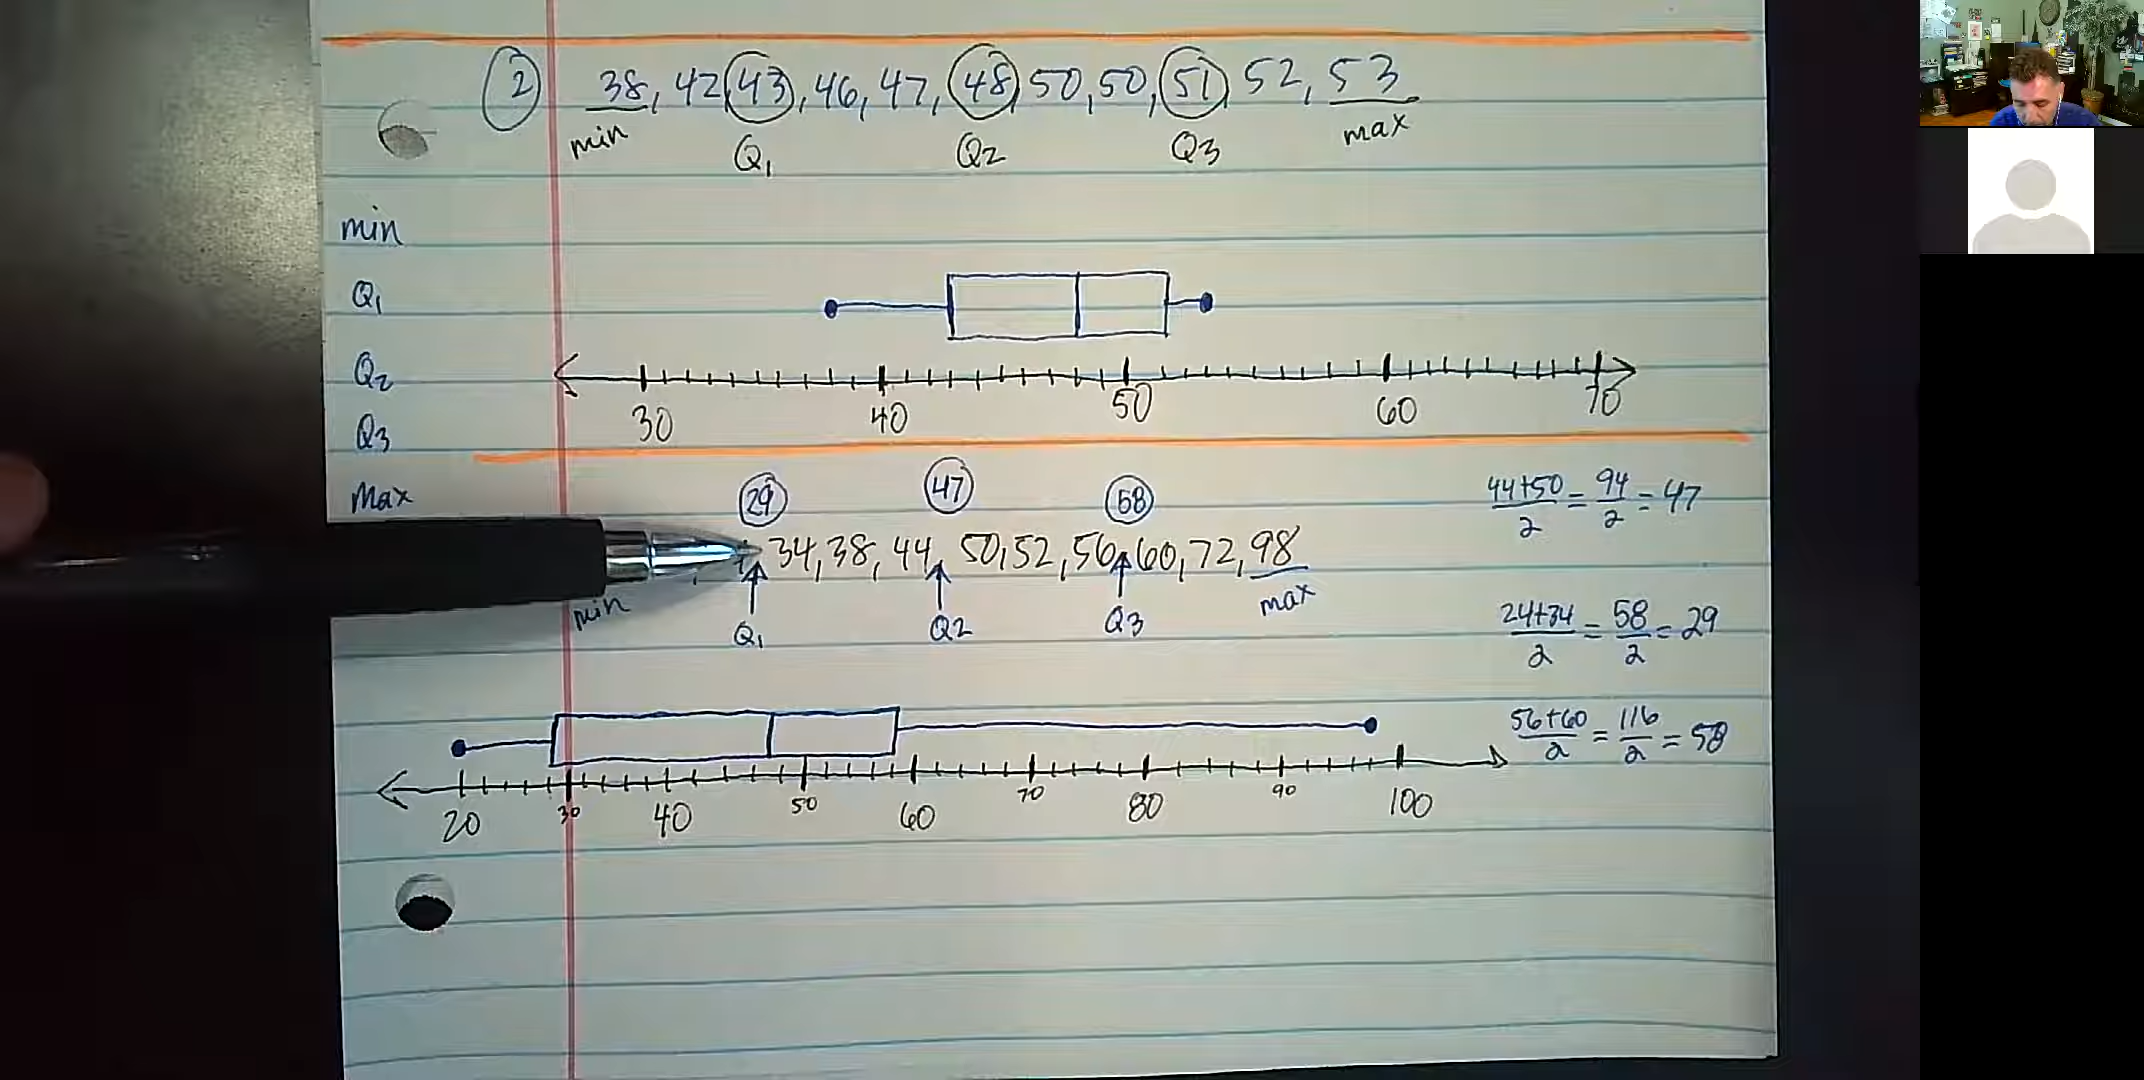 2 38, 42, 43, 46, 47, 48, 50, 50, 51, 52, 53
min Q1 Q2 Q3 max
min
Q1
Q2
Q3
Max
30 40 50 60 70
29 47 58
34, 38, 44, 50, 52, 56, 60, 72, 98
min Q1 Q2 Q3 max
44+50/2 = 94/2 = 47
24+34/2 = 58/2 = 29
56+60/2 = 116/2 = 58
20 30 40 50 60 70 80 90 100